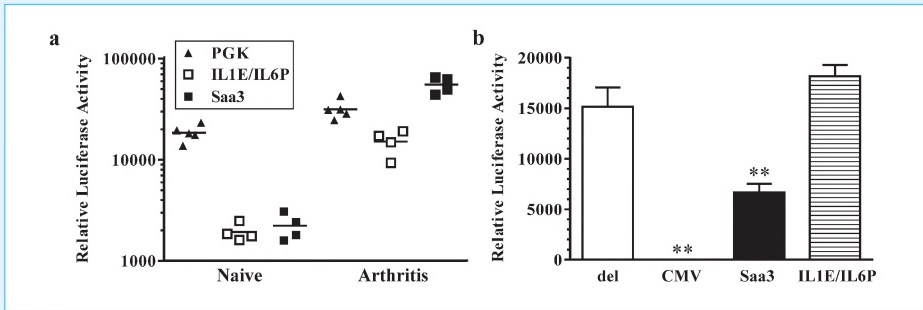 a
PGK
IL1E/IL6P
Saa3
Relative Luciferase Activity
100000
10000
1000
Naive
Arthritis
b
Relative Luciferase Activity
20000
15000
10000
5000
0
**
**
del
CMV
Saa3
IL1E/IL6P